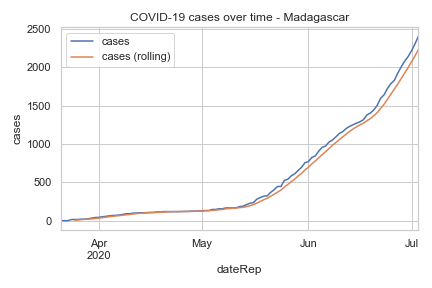 COVID-19 cases over time - Madagascar
cases
cases (rolling)
2500
2000
1500
1000
500
0
cases
Apr
2020
May
Jun
Jul
dateRep